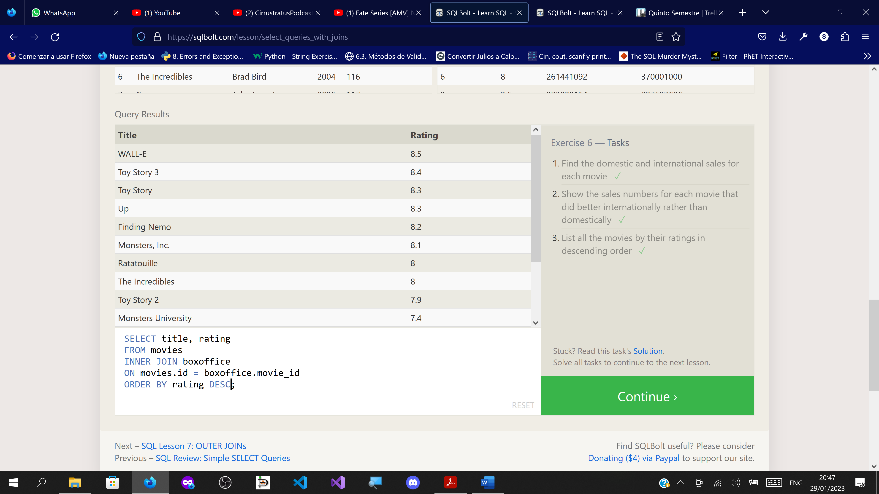 WhatsApp
(1) YouTube
(2) CirrustratusPodcas
(1) [Fate Series [AMV]
SQLBolt - Learn SQL -
SQLBolt - Learn SQL -
Quinto Semestre | Trell
https://sqlbolt.com/lesson/select_queries_with_joins
Comenzar a usar Firefox
Nueva pestaña
8. Errors and Exceptio...
Python - String Exercis...
6.3. Métodos de Valid...
Convertir Julios a Calo...
Cin, cout, scanf y print...
The SQL Murder Myst...
Filter - PhET Interactiv...
6 The Incredibles Brad Bird 2004 116
6 8 261441092 370001000
Query Results
Title Rating
WALL-E 8.5
Toy Story 3 8.4
Toy Story 8.3
Up 8.3
Finding Nemo 8.2
Monsters, Inc. 8.1
Ratatouille 8
The Incredibles 8
Toy Story 2 7.9
Monsters University 7.4
Exercise 6 — Tasks
1. Find the domestic and international sales for
each movie ✓
2. Show the sales numbers for each movie that
did better internationally rather than
domestically ✓
3. List all the movies by their ratings in
descending order ✓
SELECT title, rating
FROM movies
INNER JOIN boxoffice
ON movies.id = boxoffice.movie_id
ORDER BY rating DESC;
RESET
Stuck? Read this task's Solution.
Solve all tasks to continue to the next lesson.
Continue ›
Next – SQL Lesson 7: OUTER JOINs
Previous – SQL Review: Simple SELECT Queries
Find SQLBolt useful? Please consider
Donating ($4) via Paypal to support our site.
ENG
20:47
29/01/2023